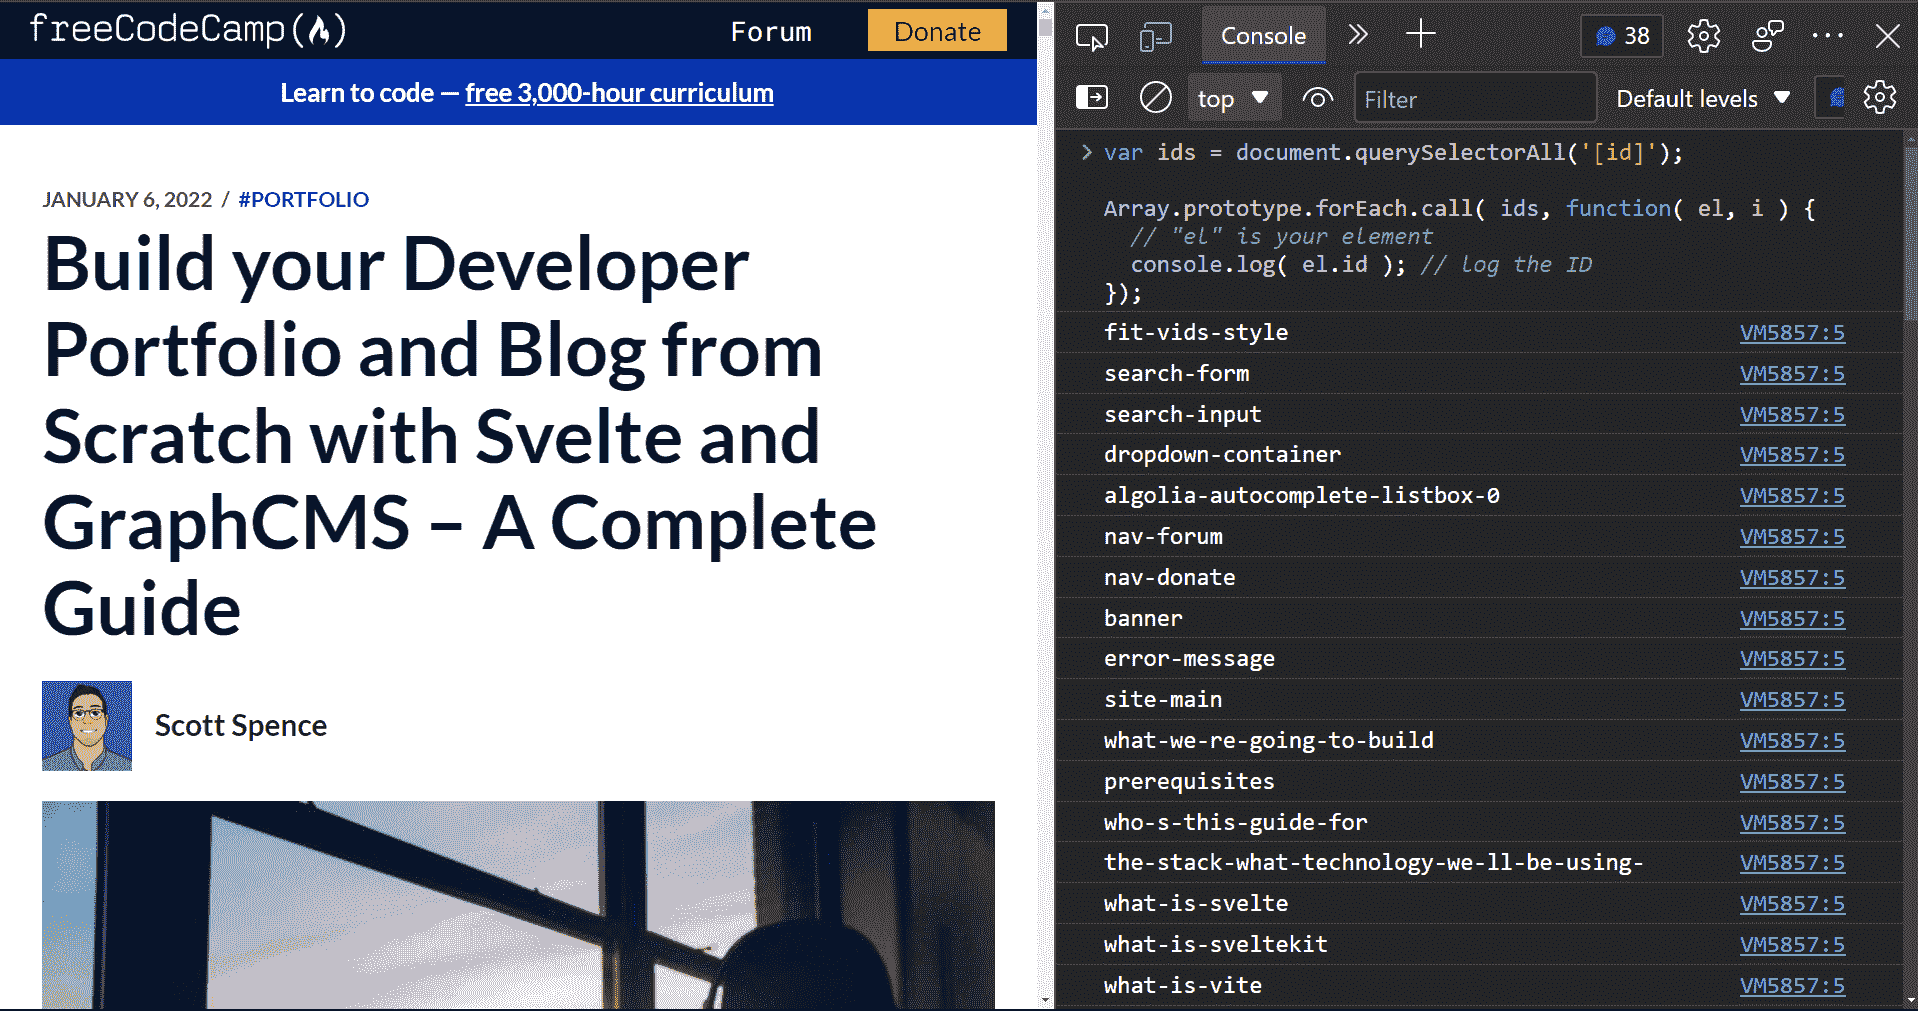 freeCodeCamp(🔥)
Forum
Donate
Learn to code — free 3,000-hour curriculum
JANUARY 6, 2022 / #PORTFOLIO
Build your Developer
Portfolio and Blog from
Scratch with Svelte and
GraphCMS – A Complete
Guide
Scott Spence
Console
38
top
Filter
Default levels
var ids = document.querySelectorAll('[id]');
Array.prototype.forEach.call( ids, function( el, i ) {
// "el" is your element
console.log( el.id ); // log the ID
});
fit-vids-style VM5857:5
search-form VM5857:5
search-input VM5857:5
dropdown-container VM5857:5
algolia-autocomplete-listbox-0 VM5857:5
nav-forum VM5857:5
nav-donate VM5857:5
banner VM5857:5
error-message VM5857:5
site-main VM5857:5
what-we-re-going-to-build VM5857:5
prerequisites VM5857:5
who-s-this-guide-for VM5857:5
the-stack-what-technology-we-ll-be-using- VM5857:5
what-is-svelte VM5857:5
what-is-sveltekit VM5857:5
what-is-vite VM5857:5